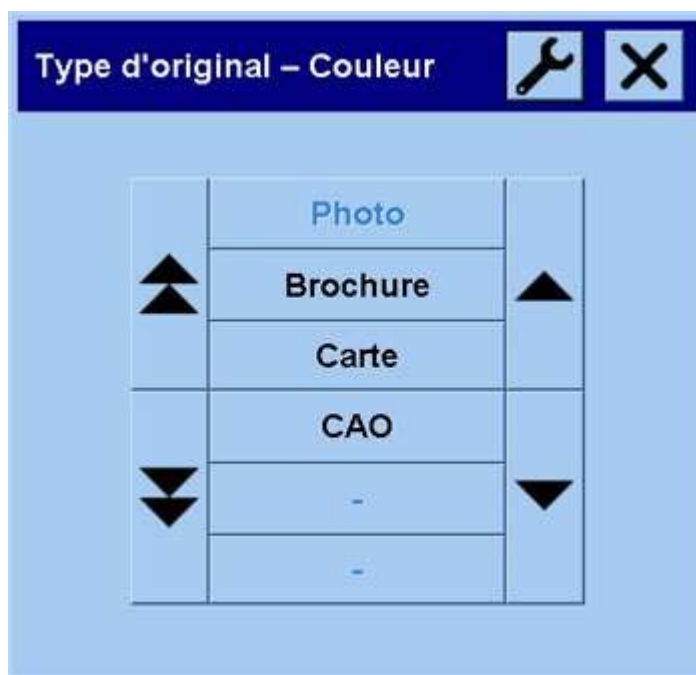 Type d'original – Couleur
Photo
Brochure
Carte
CAO
-
-